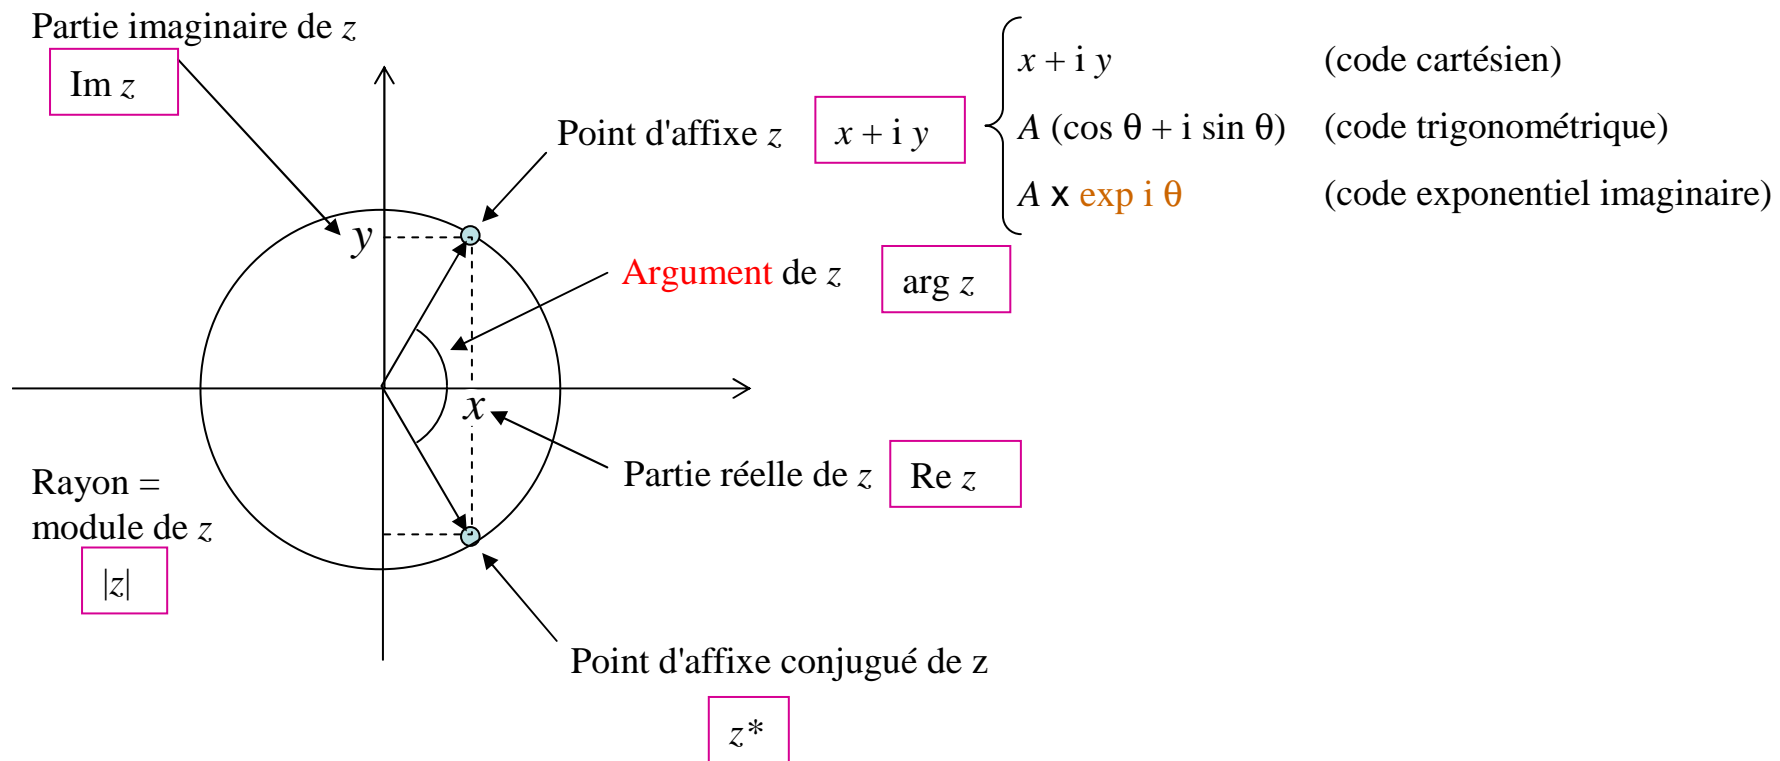 Partie imaginaire de z
Im z
Point d'affixe z
x + i y
x + i y (code cartésien)
A (cos θ + i sin θ) (code trigonométrique)
A x exp i θ (code exponentiel imaginaire)
y
Argument de z
arg z
x
Partie réelle de z
Re z
Rayon =
module de z
|z|
Point d'affixe conjugué de z
z*